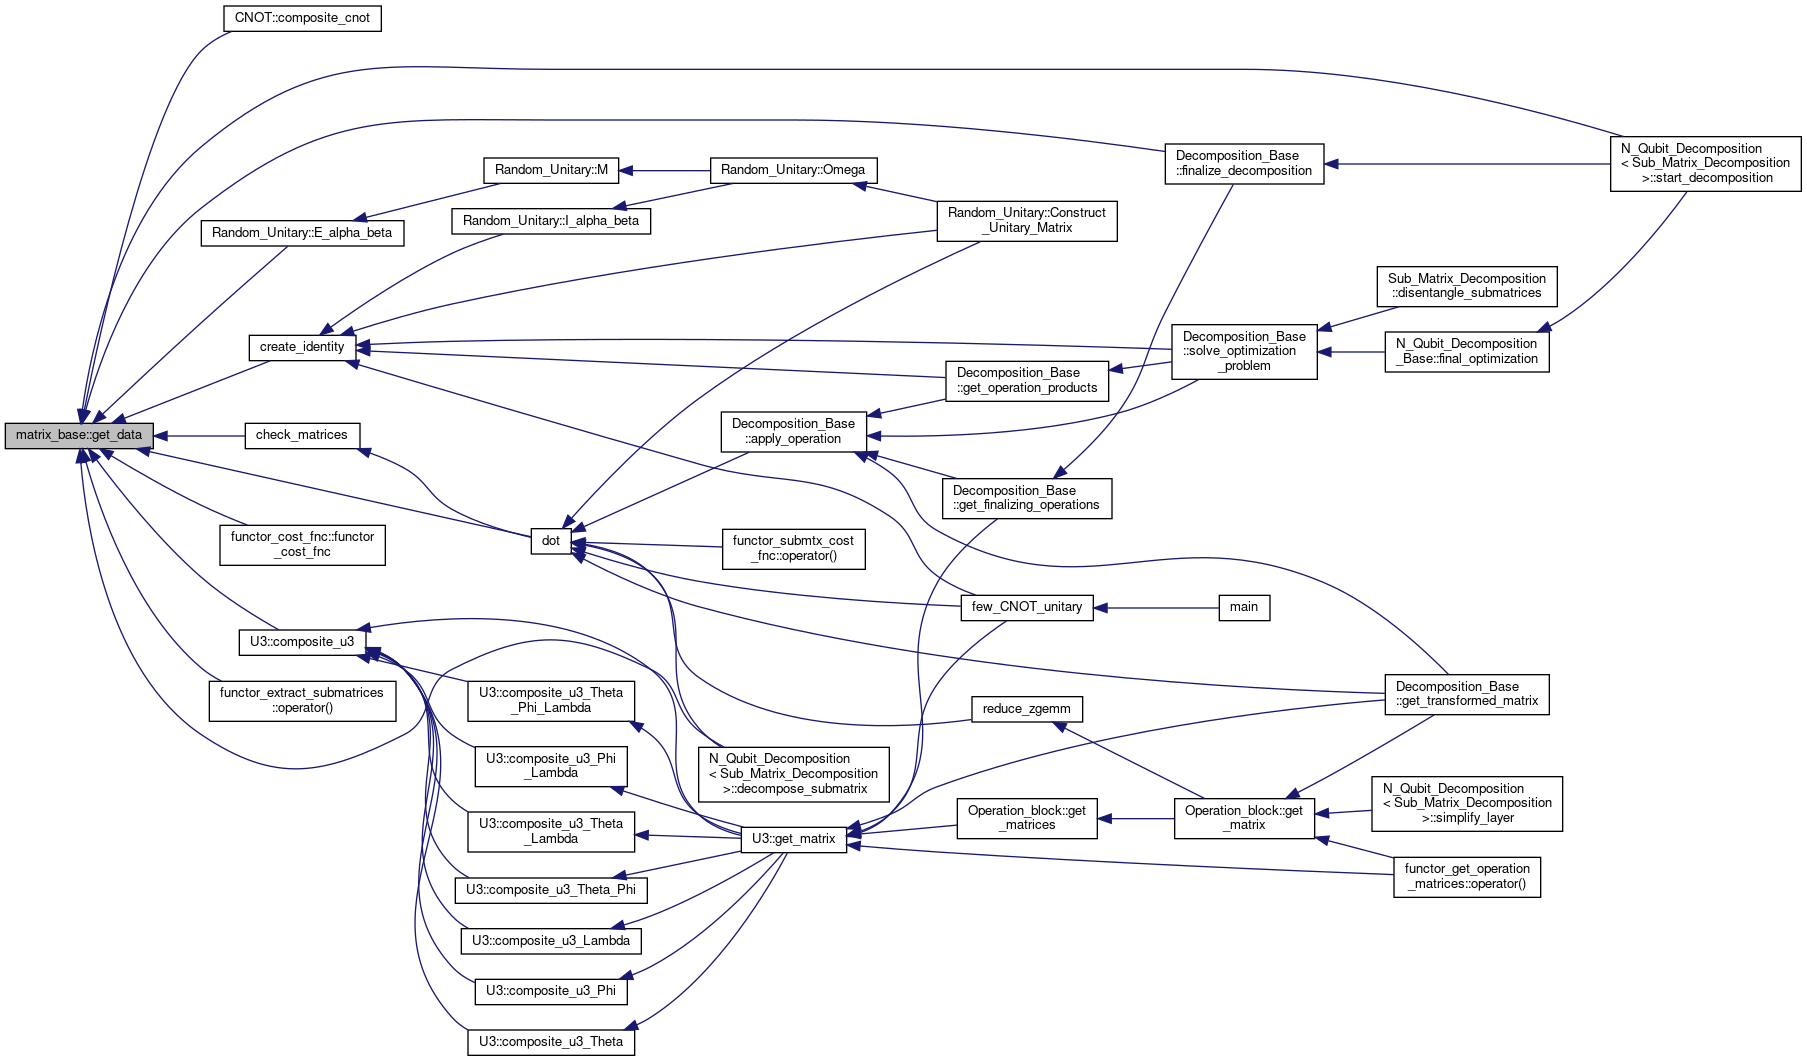 CNOT::composite_cnot
N_Qubit_Decomposition
< Sub_Matrix_Decomposition
>::start_decomposition
Decomposition_Base
::finalize_decomposition
Random_Unitary::M
Random_Unitary::Omega
Random_Unitary::E_alpha_beta
Random_Unitary::I_alpha_beta
Random_Unitary::Construct
_Unitary_Matrix
Sub_Matrix_Decomposition
::disentangle_submatrices
create_identity
Decomposition_Base
::solve_optimization
_problem
N_Qubit_Decomposition
_Base::final_optimization
Decomposition_Base
::get_operation_products
matrix_base::get_data
check_matrices
Decomposition_Base
::apply_operation
Decomposition_Base
::get_finalizing_operations
functor_cost_fnc::functor
_cost_fnc
dot
functor_submtx_cost
_fnc::operator()
few_CNOT_unitary
main
U3::composite_u3
functor_extract_submatrices
::operator()
U3::composite_u3_Theta
_Phi_Lambda
reduce_zgemm
Decomposition_Base
::get_transformed_matrix
U3::composite_u3_Phi
_Lambda
N_Qubit_Decomposition
< Sub_Matrix_Decomposition
>::decompose_submatrix
U3::composite_u3_Theta
_Lambda
U3::get_matrix
Operation_block::get
_matrices
Operation_block::get
_matrix
N_Qubit_Decomposition
< Sub_Matrix_Decomposition
>::simplify_layer
U3::composite_u3_Theta_Phi
functor_get_operation
_matrices::operator()
U3::composite_u3_Lambda
U3::composite_u3_Phi
U3::composite_u3_Theta